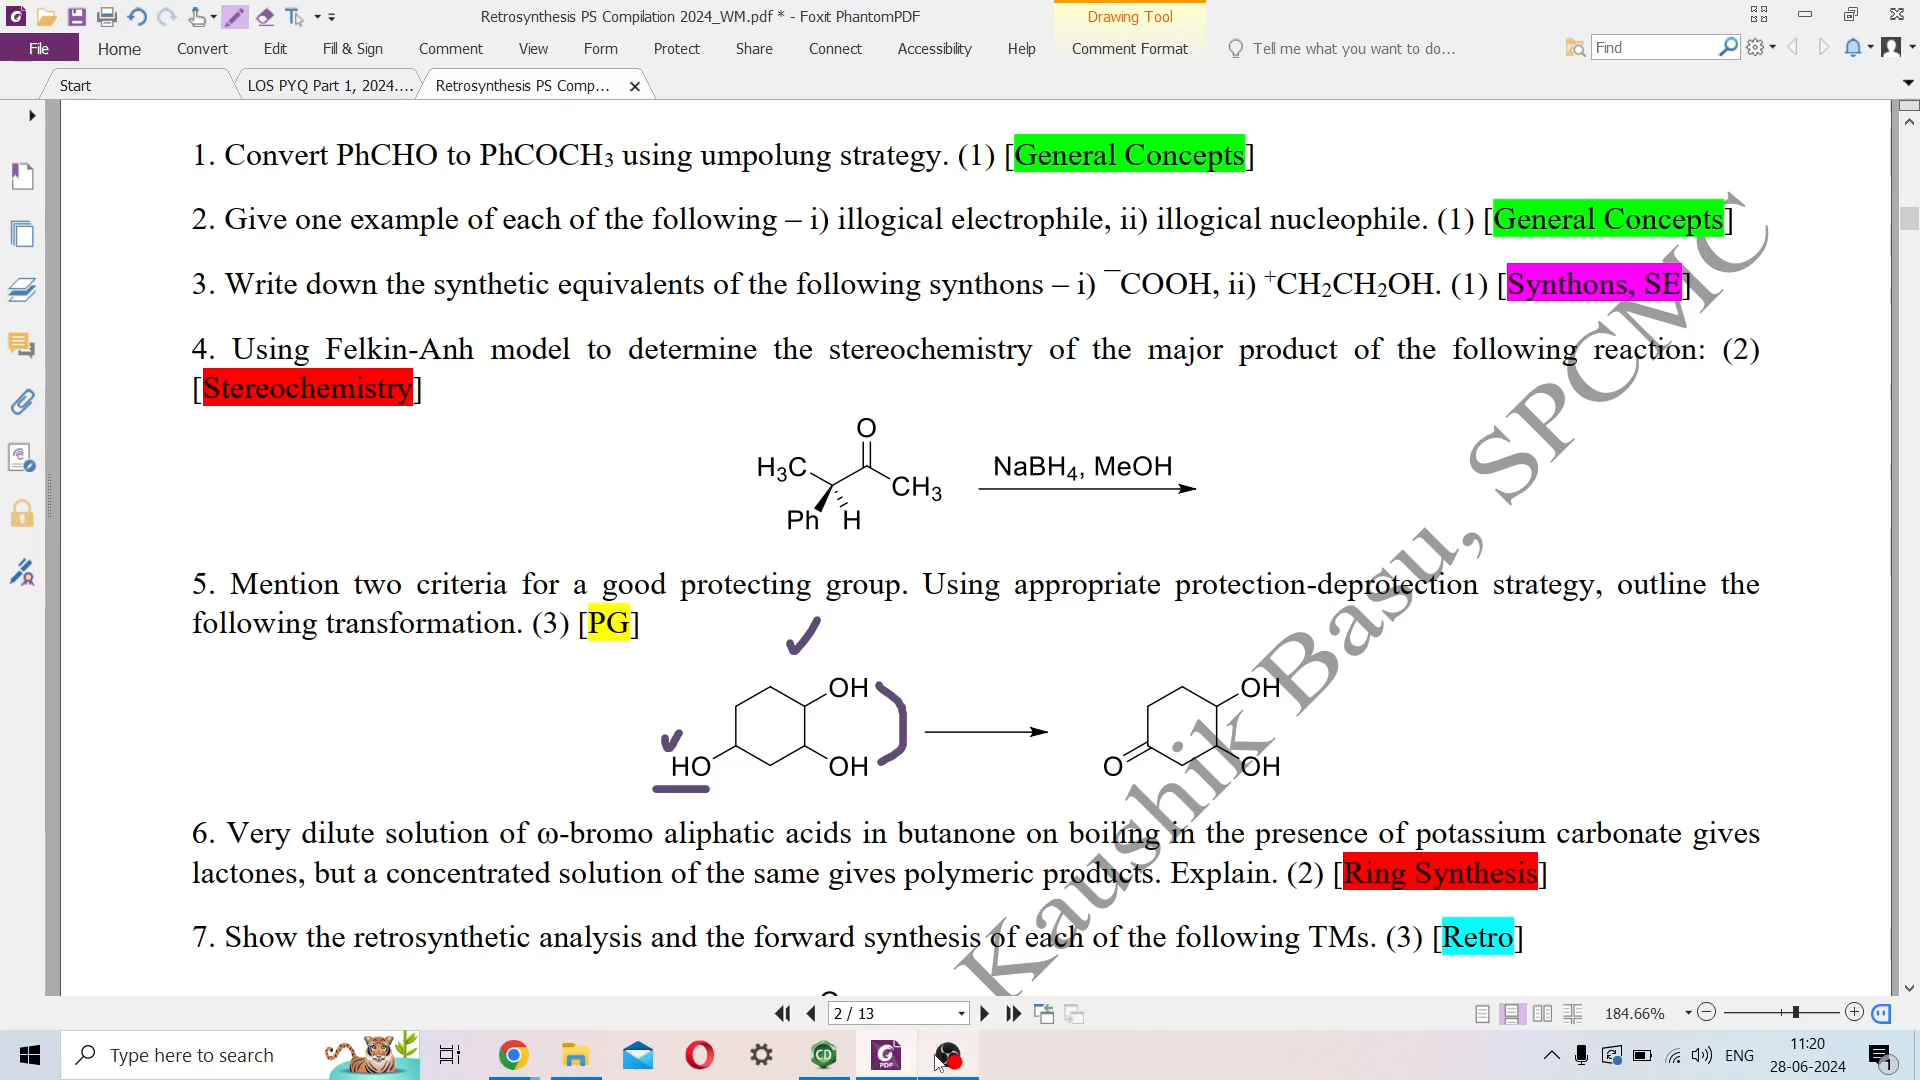 Retrosynthesis PS Compilation 2024_WM.pdf * - Foxit PhantomPDF
Drawing Tool
File Home Convert Edit Fill & Sign Comment View Form Protect Share Connect Accessibility Help Comment Format Tell me what you want to do... Find
Start LOS PYQ Part 1, 2024.... Retrosynthesis PS Comp...
1. Convert PhCHO to PhCOCH3 using umpolung strategy. (1) [General Concepts]
2. Give one example of each of the following – i) illogical electrophile, ii) illogical nucleophile. (1) [General Concepts]
3. Write down the synthetic equivalents of the following synthons – i) ⁻COOH, ii) ⁺CH₂CH₂OH. (1) [Synthons, SE]
4. Using Felkin-Anh model to determine the stereochemistry of the major product of the following reaction: (2)
[Stereochemistry]
O
H₃C
CH₃
Ph H
NaBH₄, MeOH
5. Mention two criteria for a good protecting group. Using appropriate protection-deprotection strategy, outline the
following transformation. (3) [PG]
OH
HO OH
OH
O OH
6. Very dilute solution of ω-bromo aliphatic acids in butanone on boiling in the presence of potassium carbonate gives
lactones, but a concentrated solution of the same gives polymeric products. Explain. (2) [Ring Synthesis]
7. Show the retrosynthetic analysis and the forward synthesis of each of the following TMs. (3) [Retro]
Kaushik Basu, SPCMC
2 / 13
184.66%
Type here to search
CD
PDF
ENG
11:20
28-06-2024
1